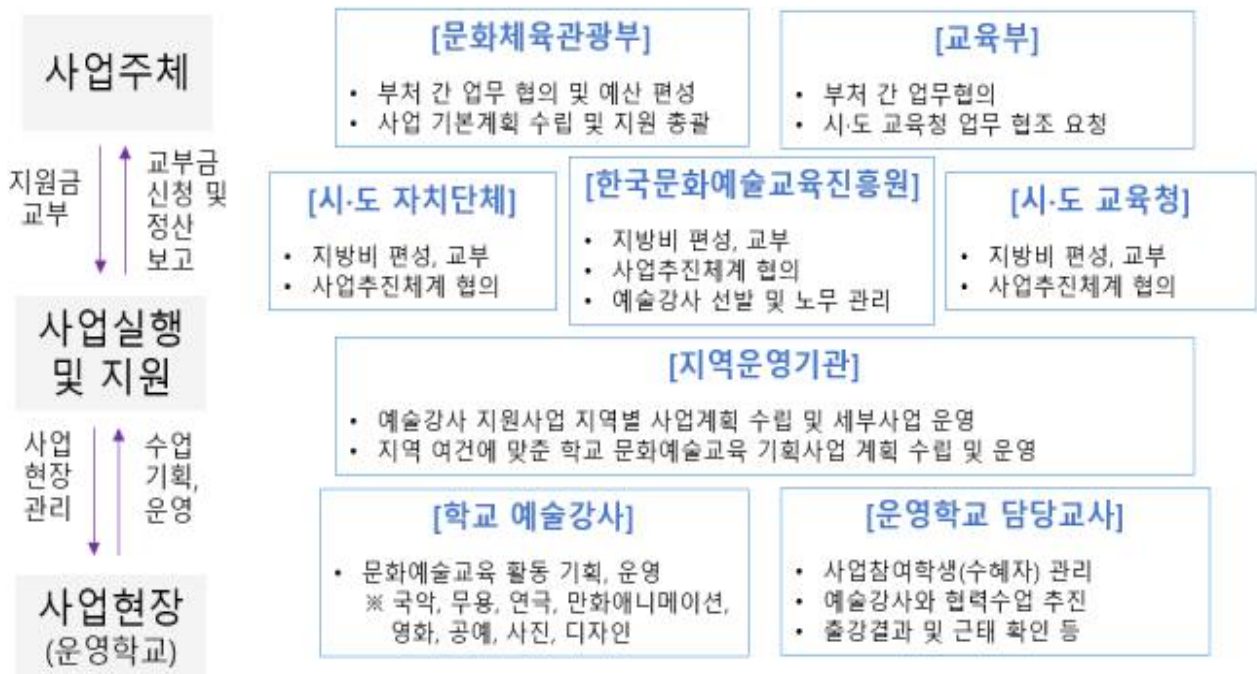 사업주체
[문화체육관광부]
• 부처 간 업무 협의 및 예산 편성
• 사업 기본계획 수립 및 지원 총괄
[교육부]
• 부처 간 업무협의
• 시·도 교육청 업무 협조 요청
지원금
교부
교부금
신청 및
정산
보고
[시·도 자치단체]
• 지방비 편성, 교부
• 사업추진체계 협의
[한국문화예술교육진흥원]
• 지방비 편성, 교부
• 사업추진체계 협의
• 예술강사 선발 및 노무 관리
[시·도 교육청]
• 지방비 편성, 교부
• 사업추진체계 협의
사업실행
및 지원
[지역운영기관]
• 예술강사 지원사업 지역별 사업계획 수립 및 세부사업 운영
• 지역 여건에 맞춘 학교 문화예술교육 기획사업 계획 수립 및 운영
사업
현장
관리
수업
기획,
운영
[학교 예술강사]
• 문화예술교육 활동 기획, 운영
※ 국악, 무용, 연극, 만화애니메이션,
영화, 공예, 사진, 디자인
[운영학교 담당교사]
• 사업참여학생(수혜자) 관리
• 예술강사와 협력수업 추진
• 출강결과 및 근태 확인 등
사업현장
(운영학교)